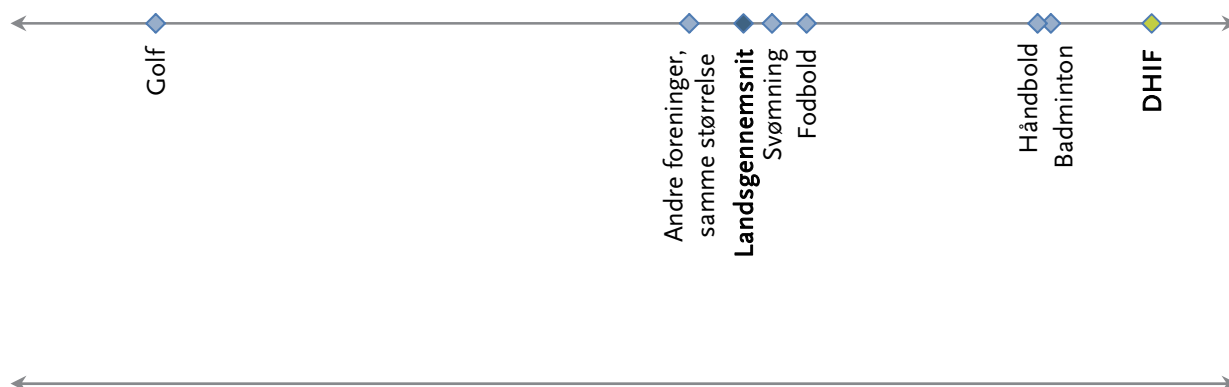 Golf
Andre foreninger,
samme størrelse
Landsgennemsnit
Svømning
Fodbold
Håndbold
Badminton
DHIF